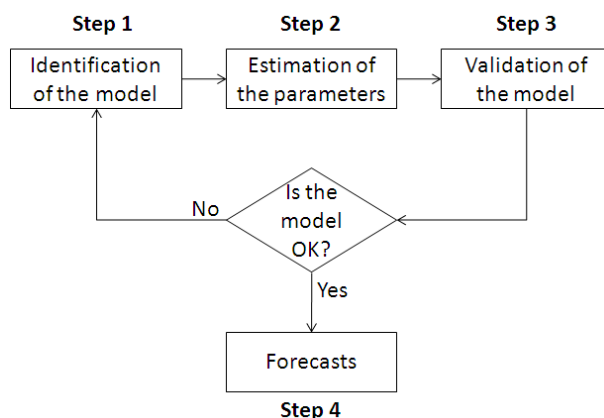 Step 1
Step 2
Step 3
Identification
of the model
Estimation of
the parameters
Validation of
the model
Is the
model
OK?
No
Yes
Forecasts
Step 4